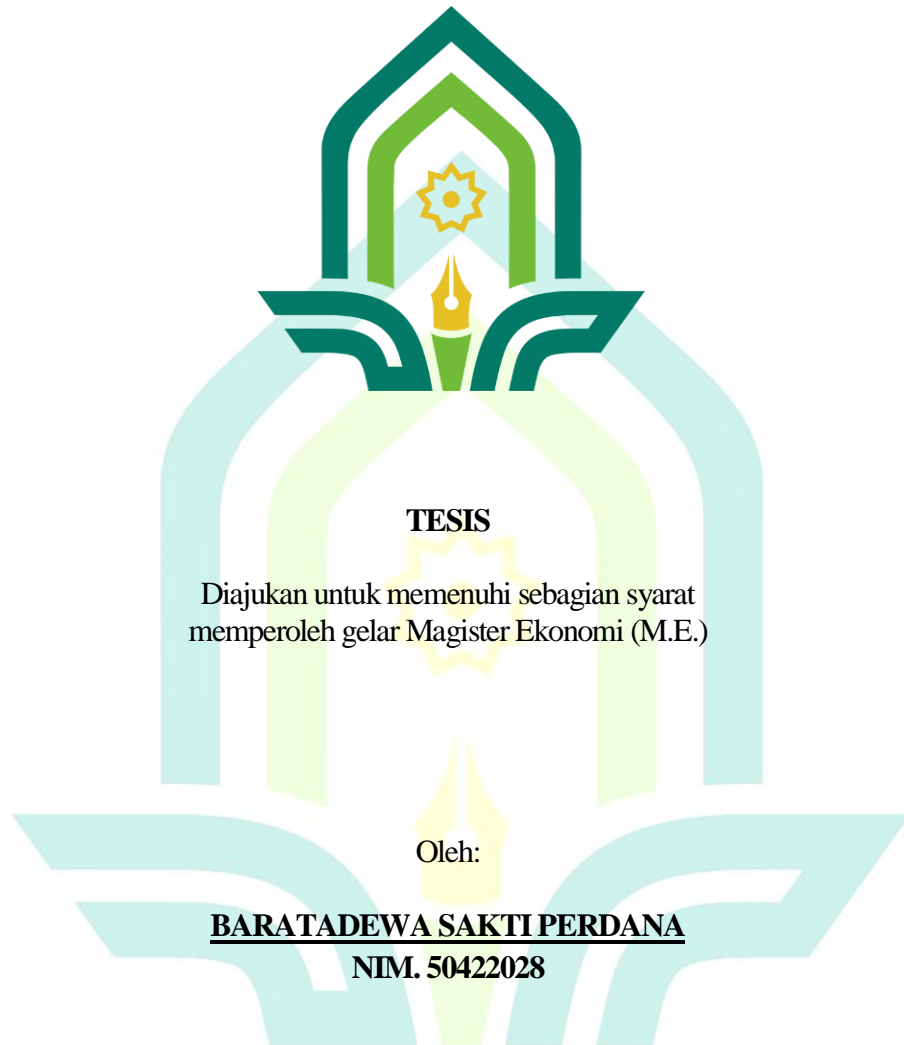 TESIS
Diajukan untuk memenuhi sebagian syarat
memperoleh gelar Magister Ekonomi (M.E.)
Oleh:
BARATADEWA SAKTI PERDANA
NIM. 50422028